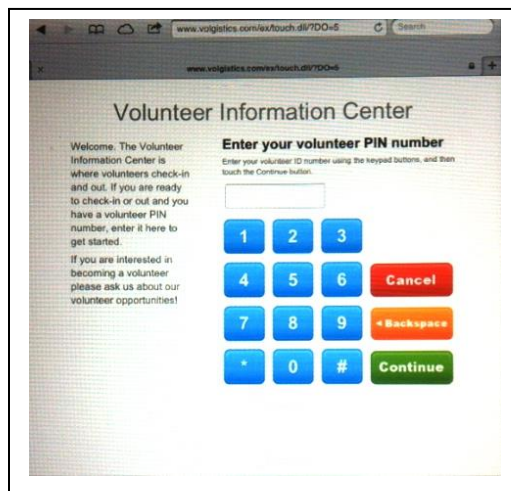 www.volgistics.com/ex/touch.dll/?DO=5
Search
www.volgistics.com/ex/touch.dll/?DO=5
Volunteer Information Center
Welcome. The Volunteer
Information Center is
where volunteers check-in
and out. If you are ready
to check-in or out and you
have a volunteer PIN
number, enter it here to
get started.
If you are interested in
becoming a volunteer
please ask us about our
volunteer opportunities!
Enter your volunteer PIN number
Enter your volunteer ID number using the keypad buttons, and then
touch the Continue button.
1 2 3
4 5 6 Cancel
7 8 9 Backspace
* 0 # Continue